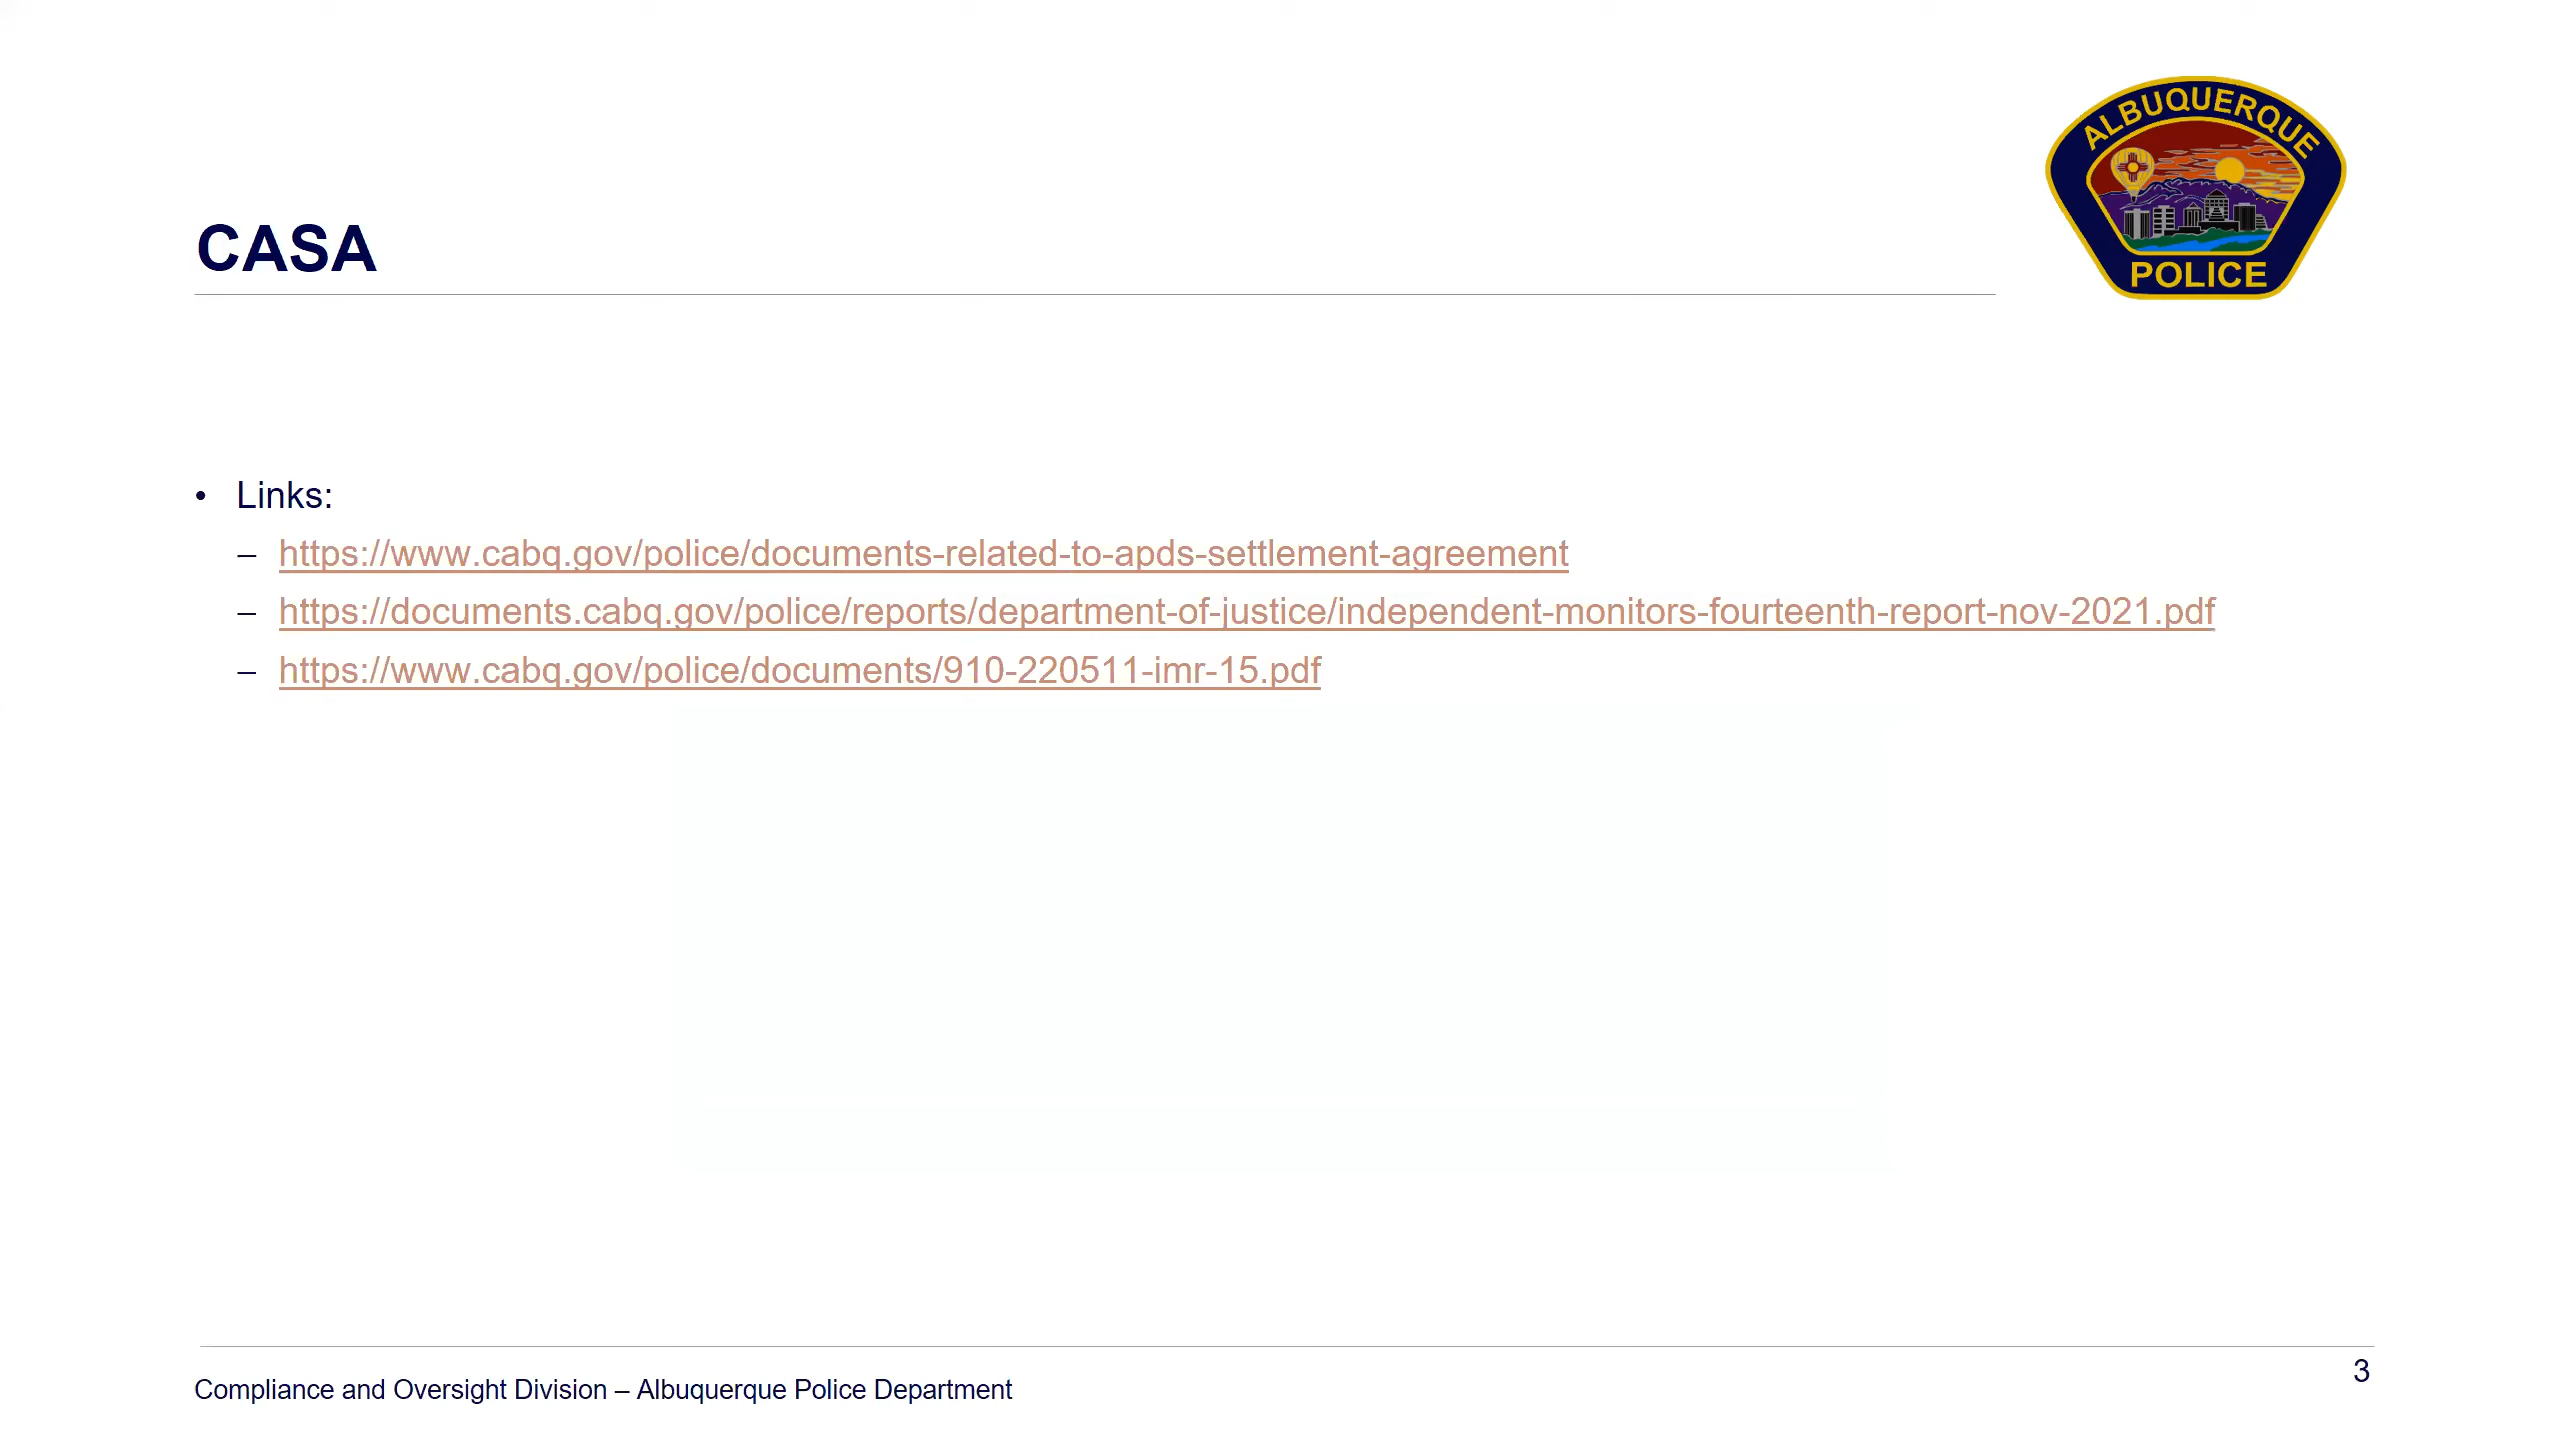 ALBUQUERQUE
POLICE
CASA
• Links:
– https://www.cabq.gov/police/documents-related-to-apds-settlement-agreement
– https://documents.cabq.gov/police/reports/department-of-justice/independent-monitors-fourteenth-report-nov-2021.pdf
– https://www.cabq.gov/police/documents/910-220511-imr-15.pdf
Compliance and Oversight Division – Albuquerque Police Department
3